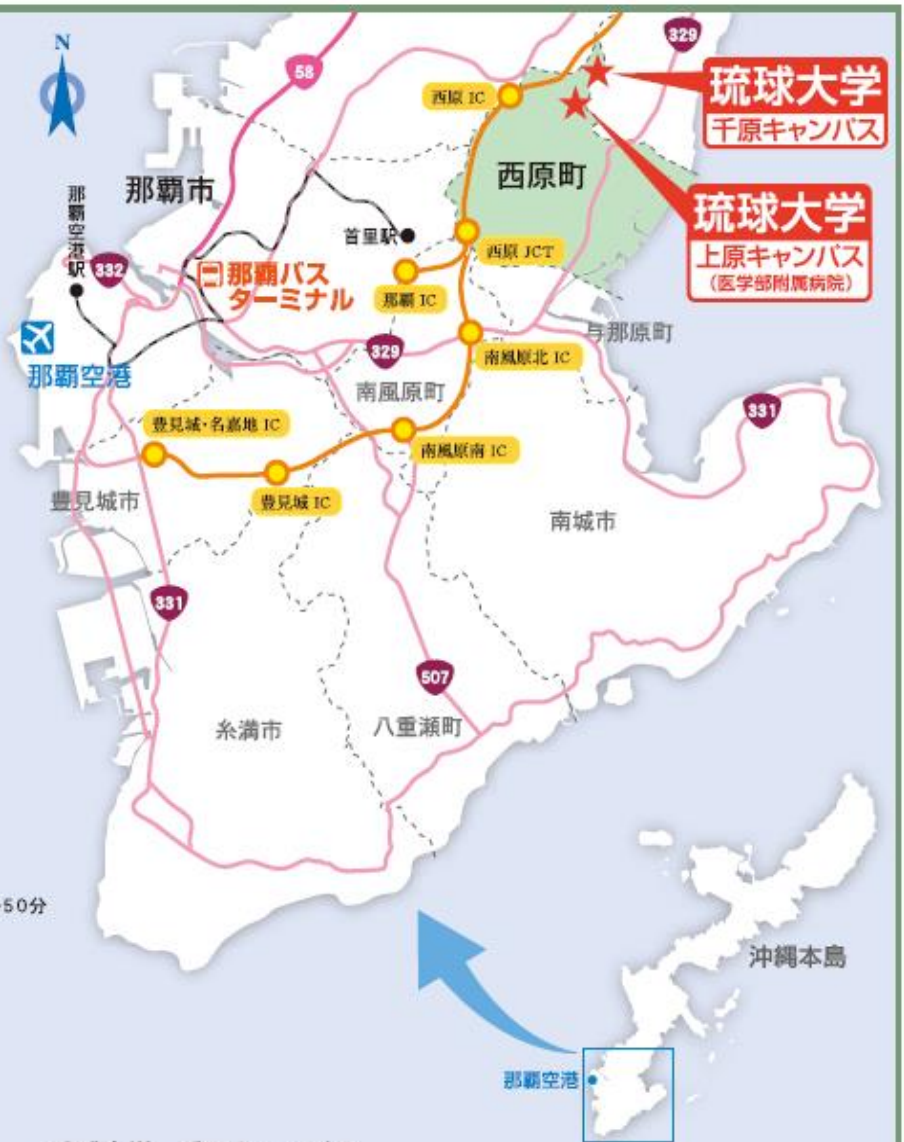 N
58
329
西原 IC
琉球大学
千原キャンパス
西原町
琉球大学
上原キャンパス
(医学部附属病院)
那覇市
那覇空港駅
332
首里駅
西原 JCT
那覇バス
ターミナル
那覇 IC
那覇空港
329
南風原北 IC
与那原町
南風原町
331
豊見城・名嘉地 IC
南風原南 IC
豊見城市
豊見城 IC
南城市
331
507
糸満市
八重瀬町
50分
沖縄本島
那覇空港